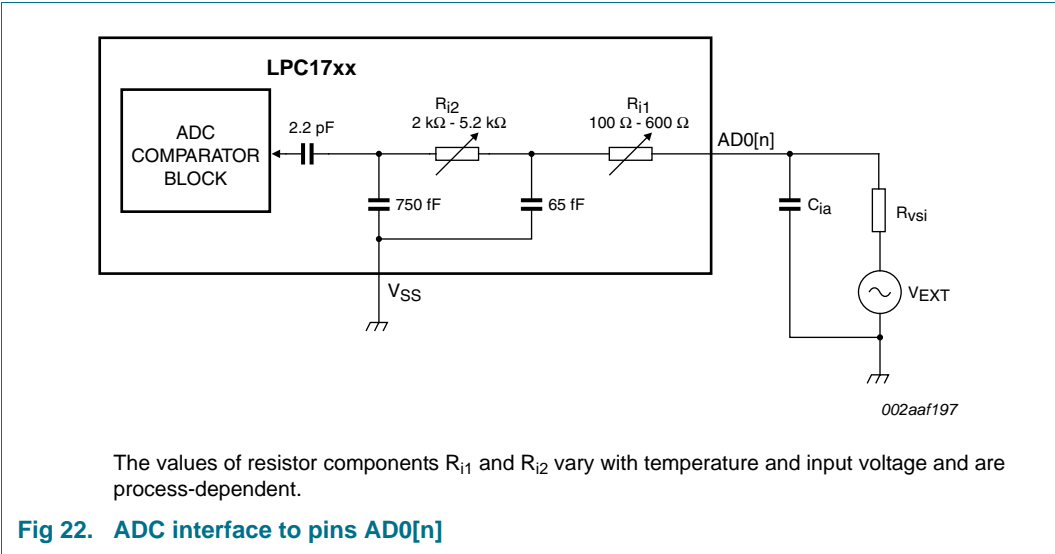 LPC17xx
ADC
COMPARATOR
BLOCK
2.2 pF
Ri2
2 kΩ - 5.2 kΩ
Ri1
100 Ω - 600 Ω
AD0[n]
750 fF
65 fF
Cia
Rvsi
VEXT
VSS
002aaf197
The values of resistor components Ri1 and Ri2 vary with temperature and input voltage and are
process-dependent.
Fig 22. ADC interface to pins AD0[n]